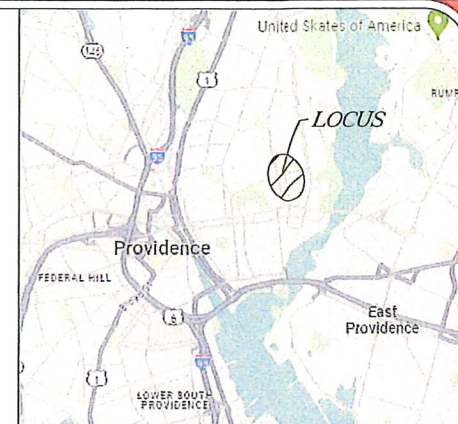 United Skates of America
146
95
1
RUMF
LOCUS
95
Providence
FEDERAL HILL
6
East
Providence
1
LOWER SOUTH
PROVIDENCE